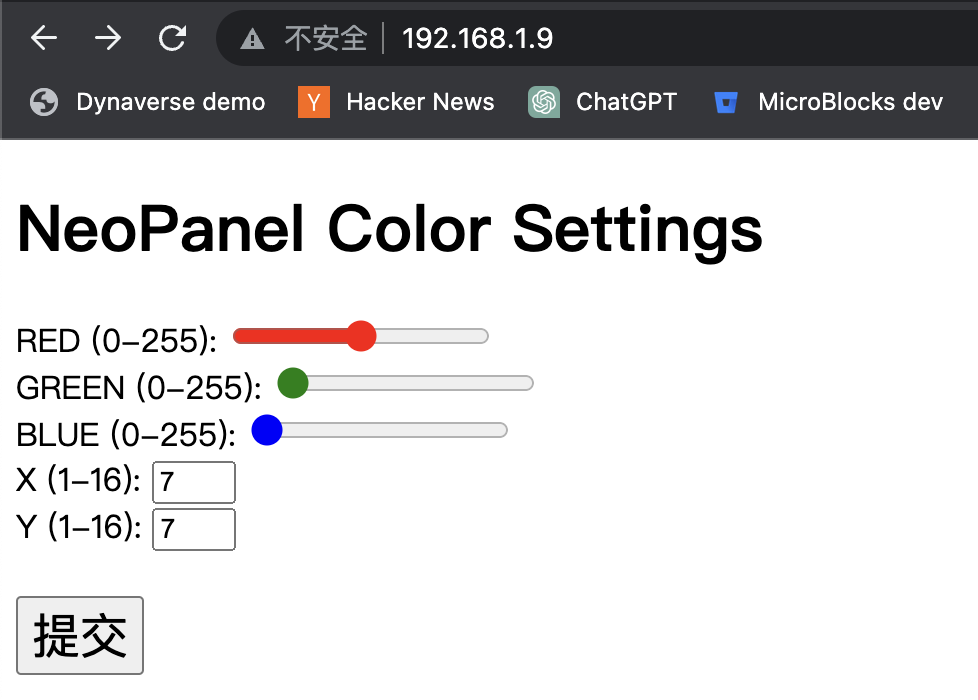 不安全 192.168.1.9
Dynaverse demo Y Hacker News ChatGPT MicroBlocks dev
NeoPanel Color Settings
RED (0-255):
GREEN (0-255):
BLUE (0-255):
X (1-16): 7
Y (1-16): 7
提交